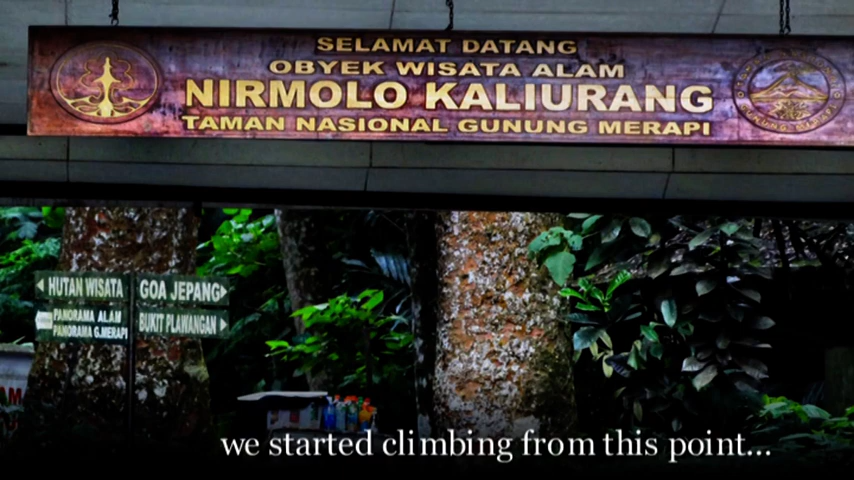 SELAMAT DATANG
OBYEK WISATA ALAM
NIRMOLO KALIURANG
TAMAN NASIONAL GUNUNG MERAPI
HUTAN WISATA
GOA JEPANG
PANORAMA ALAM
PANORAMA G.MERAPI
BUKIT PLAWANGAN
we started climbing from this point...